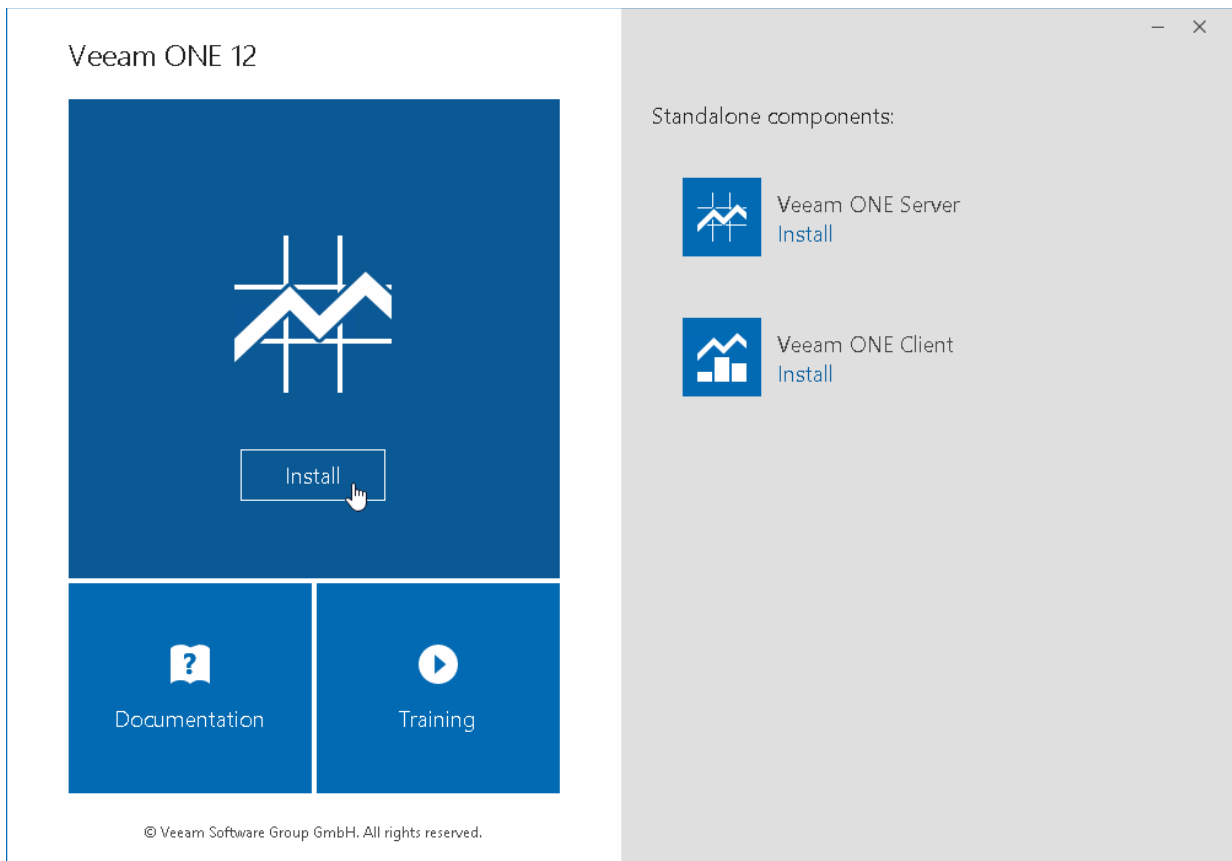 Veeam ONE 12
Install
?
Documentation
Training
© Veeam Software Group GmbH. All rights reserved.
Standalone components:
Veeam ONE Server
Install
Veeam ONE Client
Install